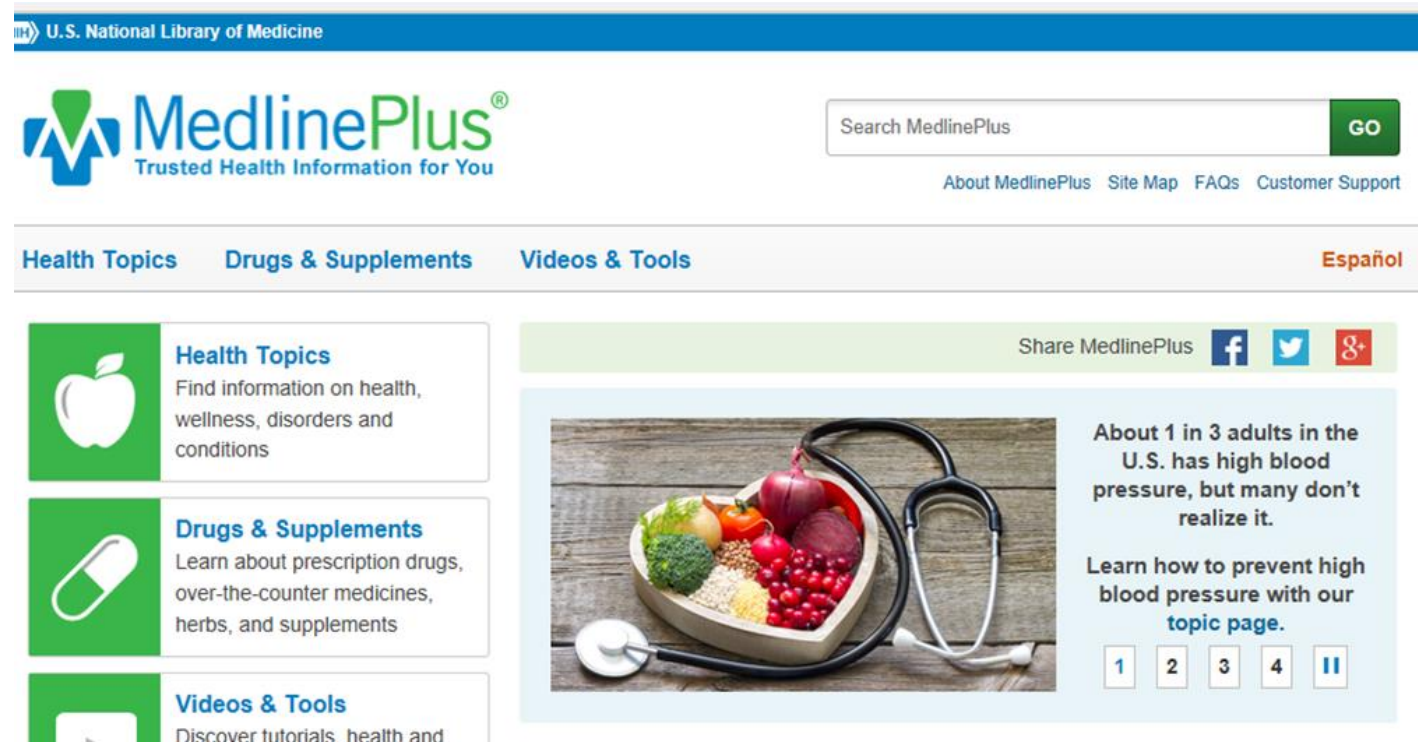 NIH U.S. National Library of Medicine
MedlinePlus®
Trusted Health Information for You
Search MedlinePlus
GO
About MedlinePlus Site Map FAQs Customer Support
Health Topics Drugs & Supplements Videos & Tools Español
Health Topics
Find information on health,
wellness, disorders and
conditions
Drugs & Supplements
Learn about prescription drugs,
over-the-counter medicines,
herbs, and supplements
Videos & Tools
Discover tutorials, health and
Share MedlinePlus f 8+
About 1 in 3 adults in the
U.S. has high blood
pressure, but many don't
realize it.
Learn how to prevent high
blood pressure with our
topic page.
1 2 3 4